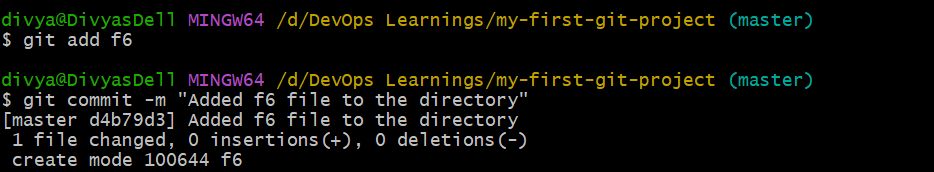 divya@DivyasDell MINGW64 /d/DevOps Learnings/my-first-git-project (master)
$ git add f6
divya@DivyasDell MINGW64 /d/DevOps Learnings/my-first-git-project (master)
$ git commit -m "Added f6 file to the directory"
[master d4b79d3] Added f6 file to the directory
 1 file changed, 0 insertions(+), 0 deletions(-)
 create mode 100644 f6